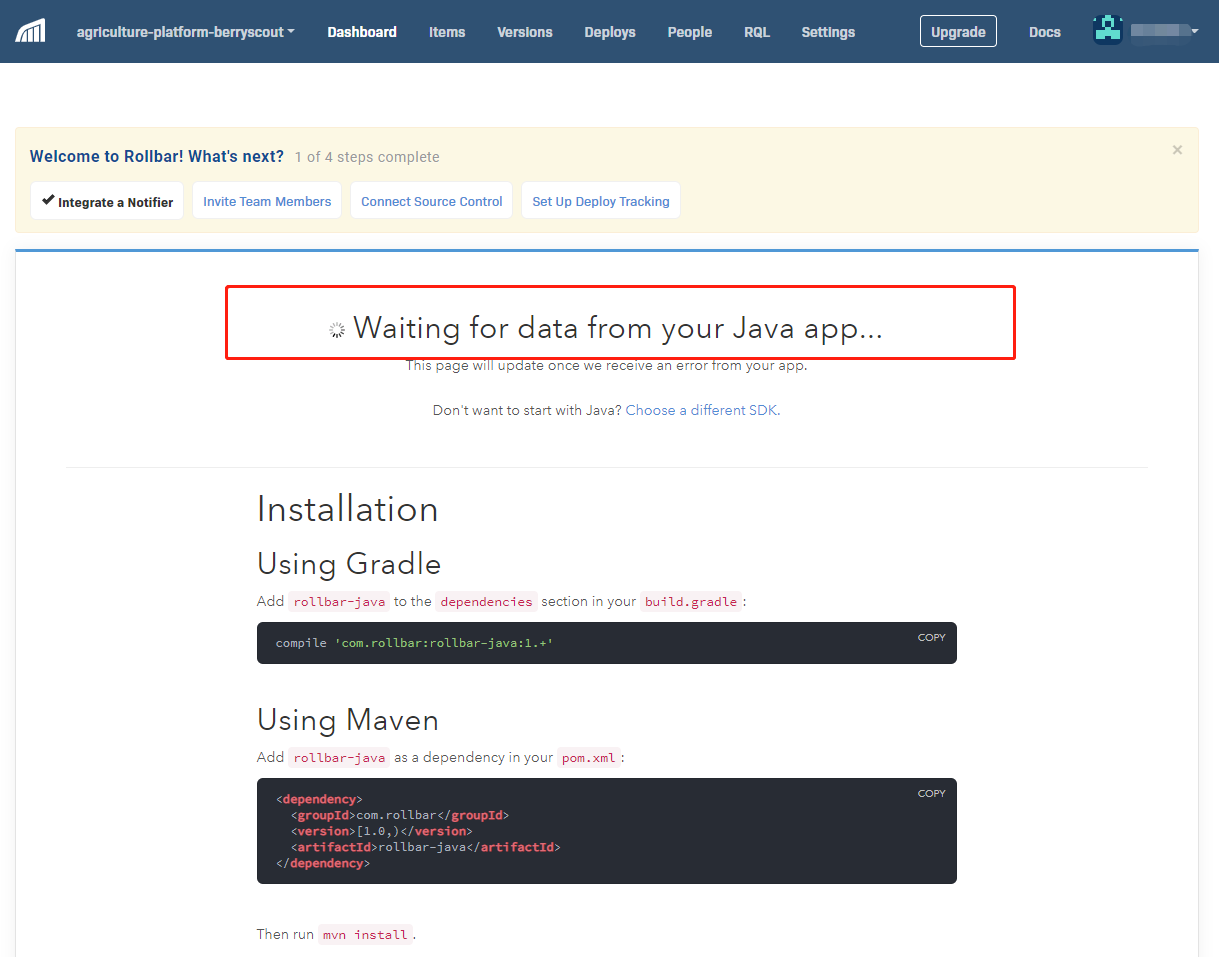 agriculture-platform-berryscout Dashboard Items Versions Deploys People RQL Settings Upgrade Docs
Welcome to Rollbar! What's next? 1 of 4 steps complete ×
✔ Integrate a Notifier Invite Team Members Connect Source Control Set Up Deploy Tracking
Waiting for data from your Java app...
This page will update once we receive an error from your app.
Don't want to start with Java? Choose a different SDK.
Installation
Using Gradle
Add rollbar-java to the dependencies section in your build.gradle:
COPY
compile 'com.rollbar:rollbar-java:1.+'
Using Maven
Add rollbar-java as a dependency in your pom.xml:
COPY
<dependency>
<groupId>com.rollbar</groupId>
<version>[1.0,)</version>
<artifactId>rollbar-java</artifactId>
</dependency>
Then run mvn install.